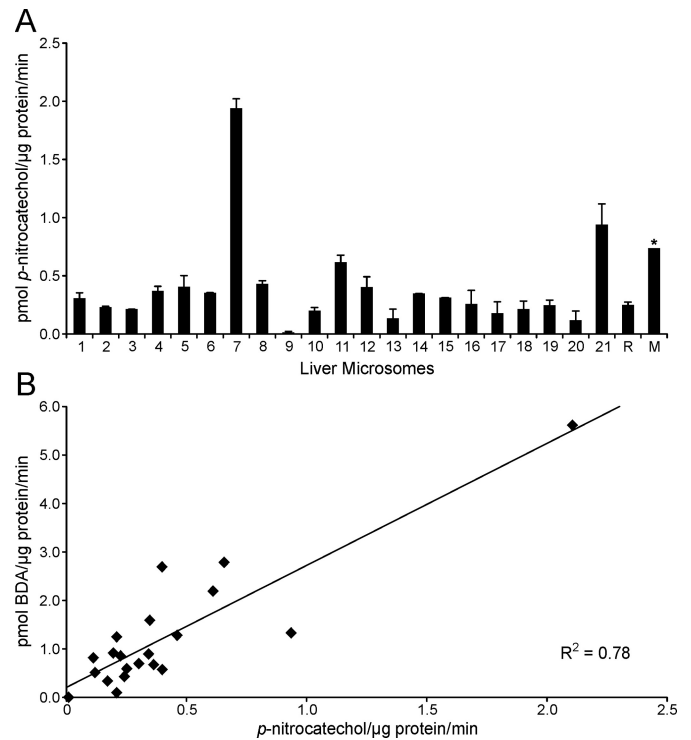 A
pmol p-nitrocatechol/µg protein/min
2.5
2.0
1.5
1.0
0.5
0.0
*
1 2 3 4 5 6 7 8 9 10 11 12 13 14 15 16 17 18 19 20 21 R M
Liver Microsomes
B
pmol BDA/µg protein/min
6.0
5.0
4.0
3.0
2.0
1.0
0.0
R² = 0.78
0 0.5 1.0 1.5 2.0 2.5
p-nitrocatechol/µg protein/min